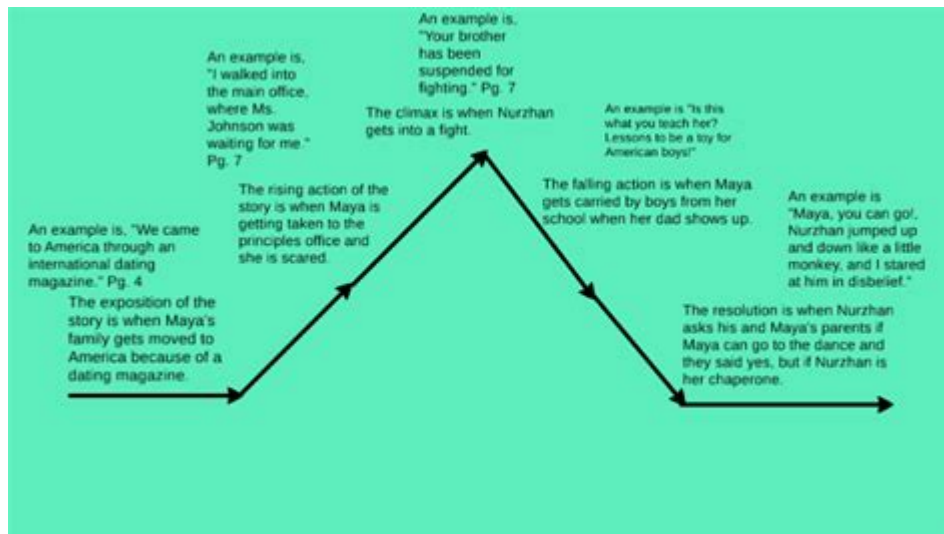 An example is, "We came
to America through an
international dating
magazine." Pg. 4
The exposition of the
story is when Maya's
family gets moved to
America because of a
dating magazine.
An example is,
"I walked into
the main office,
where Ms.
Johnson was
waiting for me."
Pg. 7
The rising action of the
story is when Maya is
getting taken to the
principles office and
she is scared.
An example is,
"Your brother
has been
suspended for
fighting." Pg. 7
The climax is when Nurzhan
gets into a fight.
An example is "Is this
what you teach her?
Lessons to be a toy for
American boys!"
The falling action is when Maya
gets carried by boys from her
school when her dad shows up.
An example is
"Maya, you can go!,
Nurzhan jumped up
and down like a little
monkey, and I stared
at him in disbelief."
The resolution is when Nurzhan
asks his and Maya's parents if
Maya can go to the dance and
they said yes, but if Nurzhan is
her chaperone.